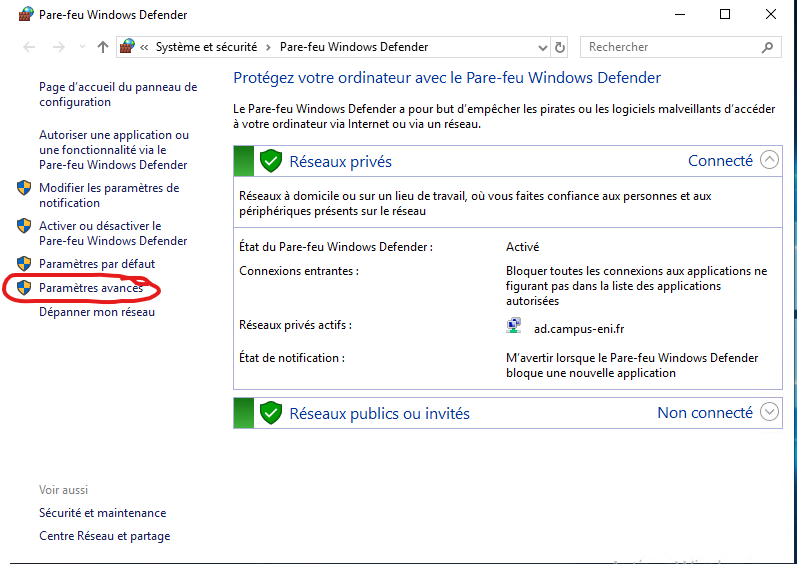 Pare-feu Windows Defender
« Système et sécurité > Pare-feu Windows Defender
Rechercher
Page d'accueil du panneau de
configuration
Autoriser une application ou
une fonctionnalité via le
Pare-feu Windows Defender
Modifier les paramètres de
notification
Activer ou désactiver le
Pare-feu Windows Defender
Paramètres par défaut
Paramètres avancés
Dépanner mon réseau
Voir aussi
Sécurité et maintenance
Centre Réseau et partage
Protégez votre ordinateur avec le Pare-feu Windows Defender
Le Pare-feu Windows Defender a pour but d'empêcher les pirates ou les logiciels malveillants d'accéder
à votre ordinateur via Internet ou via un réseau.
Réseaux privés Connecté
Réseaux à domicile ou sur un lieu de travail, où vous faites confiance aux personnes et aux
périphériques présents sur le réseau
État du Pare-feu Windows Defender : Activé
Connexions entrantes : Bloquer toutes les connexions aux applications ne
figurant pas dans la liste des applications
autorisées
Réseaux privés actifs : ad.campus-eni.fr
État de notification : M'avertir lorsque le Pare-feu Windows Defender
bloque une nouvelle application
Réseaux publics ou invités Non connecté